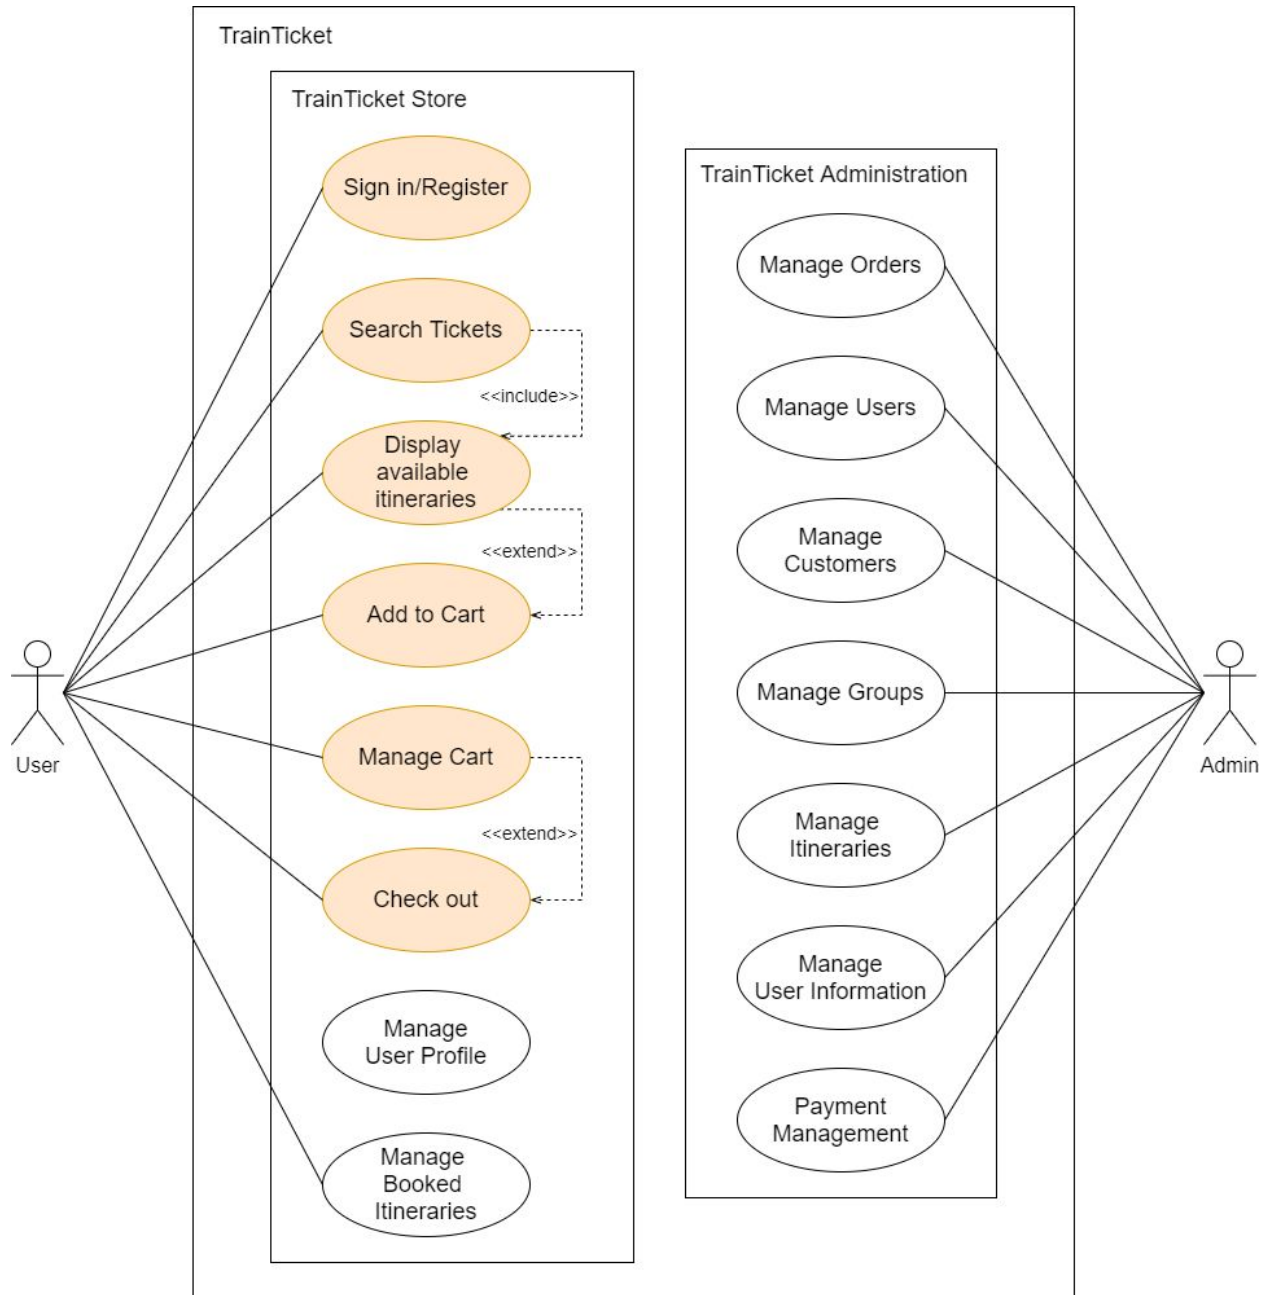 TrainTicket
TrainTicket Store
Sign in/Register
Search Tickets
<<include>>
Display
available
itineraries
<<extend>>
Add to Cart
Manage Cart
<<extend>>
Check out
Manage
User Profile
Manage
Booked
Itineraries
User
TrainTicket Administration
Manage Orders
Manage Users
Manage
Customers
Manage Groups
Manage
Itineraries
Manage
User Information
Payment
Management
Admin